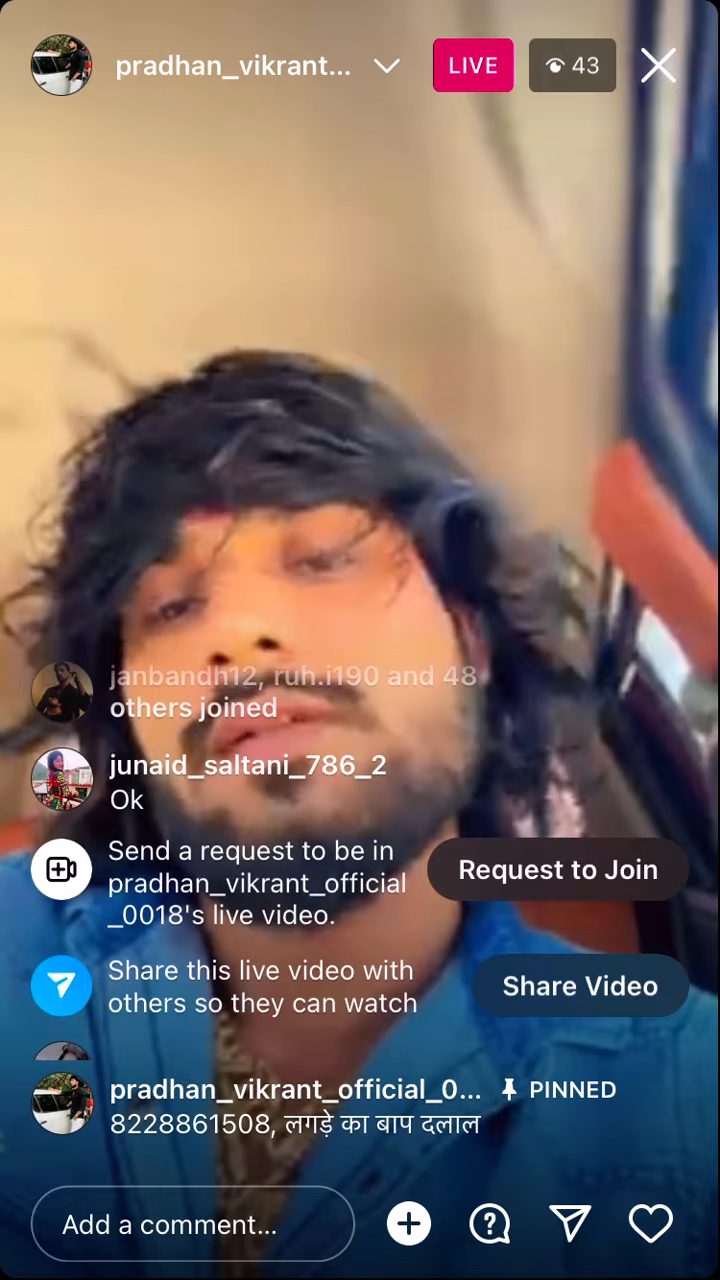 pradhan_vikrant...
LIVE
43
janbandh12, ruh.i190 and 48
others joined
junaid_saltani_786_2
Ok
Send a request to be in
pradhan_vikrant_official
_0018's live video.
Request to Join
Share this live video with
others so they can watch
Share Video
pradhan_vikrant_official_0... PINNED
8228861508, लगड़े का बाप दलाल
Add a comment...